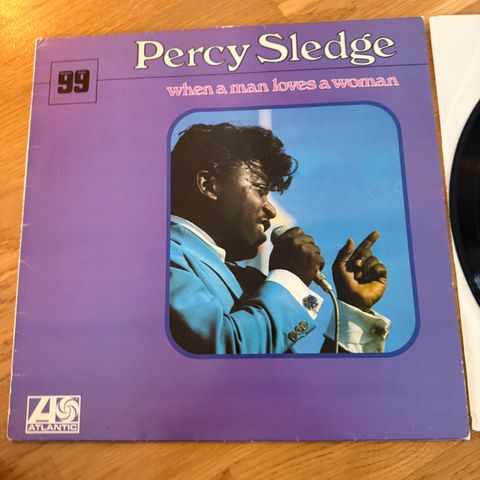 Percy Sledge
99
when a man loves a woman
ATLANTIC